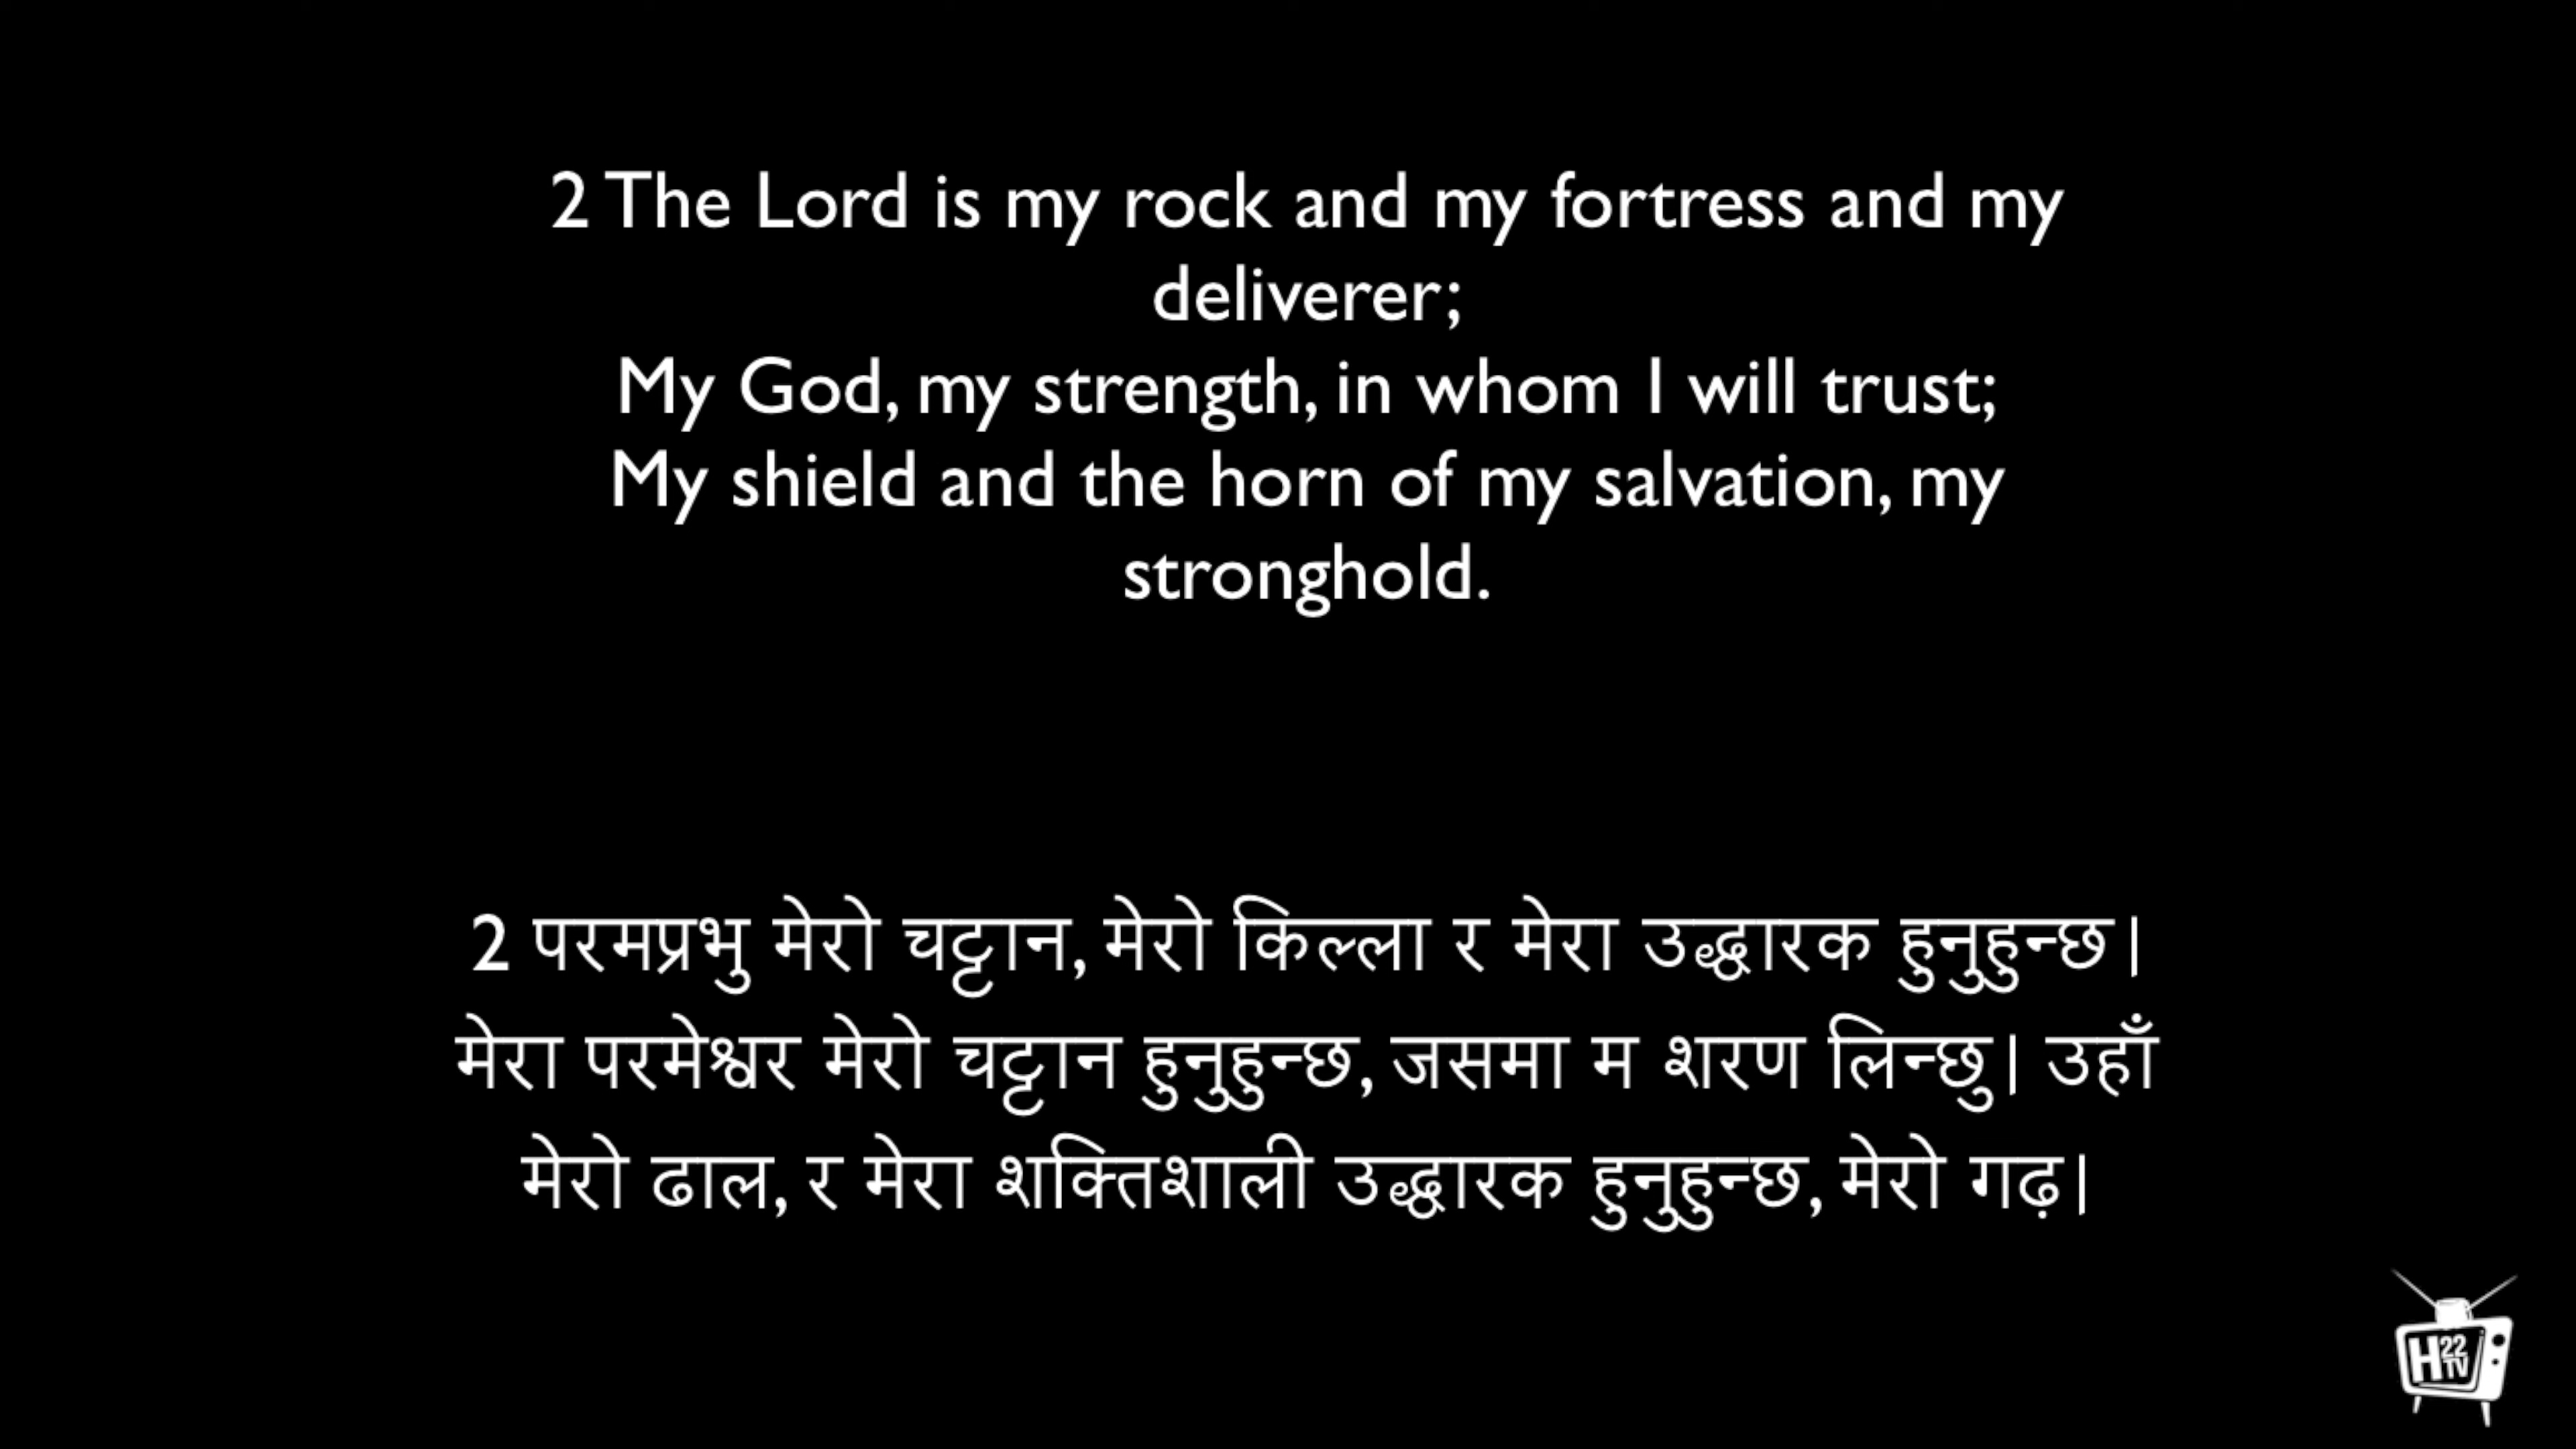 2 The Lord is my rock and my fortress and my
deliverer;
My God, my strength, in whom I will trust;
My shield and the horn of my salvation, my
stronghold.
2 परमप्रभु मेरो चट्टान, मेरो किल्ला र मेरा उद्धारक हुनुहुन्छ।
मेरा परमेश्वर मेरो चट्टान हुनुहुन्छ, जसमा म शरण लिन्छु। उहाँ
मेरो ढाल, र मेरा शक्तिशाली उद्धारक हुनुहुन्छ, मेरो गढ़।
H22TV